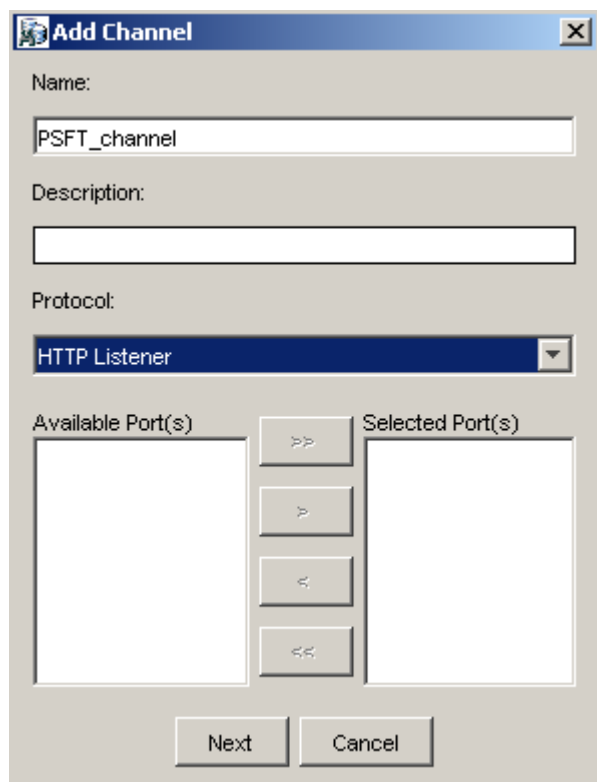 Add Channel
Name:
PSFT_channel
Description:
Protocol:
HTTP Listener
Available Port(s)
Selected Port(s)
>>
>
<
<<
Next
Cancel